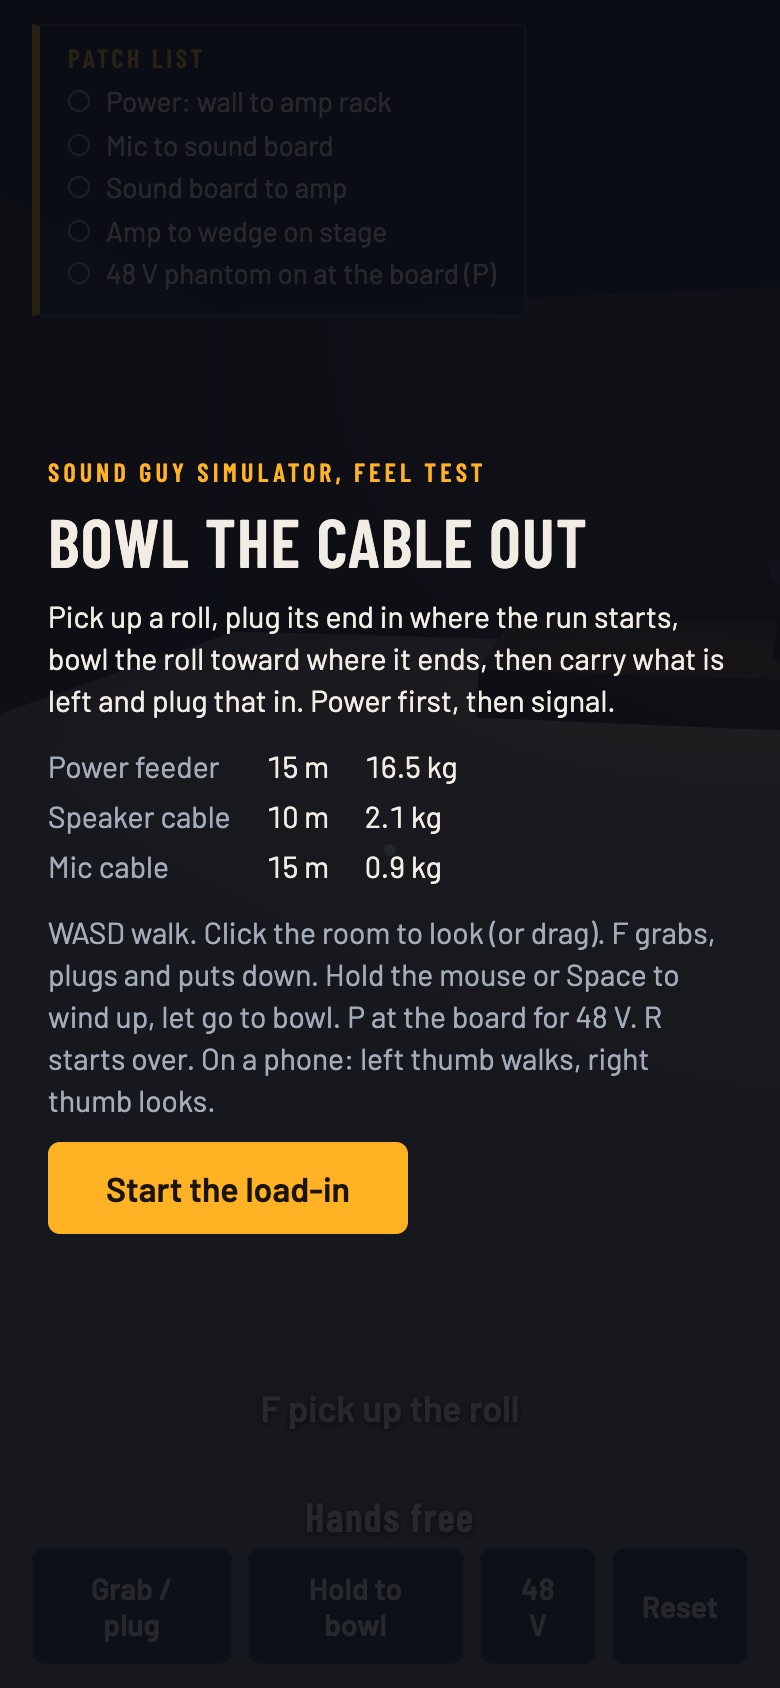 PATCH LIST
Power: wall to amp rack
Mic to sound board
Sound board to amp
Amp to wedge on stage
48 V phantom on at the board (P)
SOUND GUY SIMULATOR, FEEL TEST
BOWL THE CABLE OUT
Pick up a roll, plug its end in where the run starts,
bowl the roll toward where it ends, then carry what is
left and plug that in. Power first, then signal.
Power feeder 15 m 16.5 kg
Speaker cable 10 m 2.1 kg
Mic cable 15 m 0.9 kg
WASD walk. Click the room to look (or drag). F grabs,
plugs and puts down. Hold the mouse or Space to
wind up, let go to bowl. P at the board for 48 V. R
starts over. On a phone: left thumb walks, right
thumb looks.
Start the load-in
F pick up the roll
Hands free
Grab /
plug
Hold to
bowl
48
V
Reset